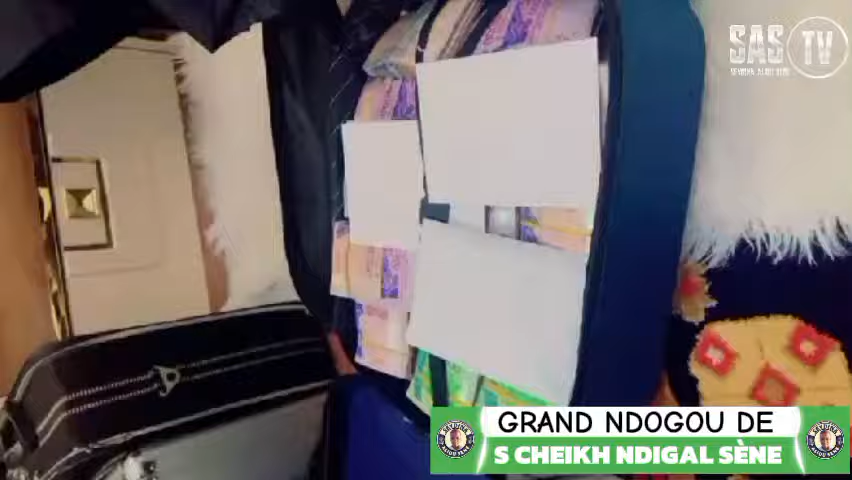 SAS TV
GRAND NDOGOU DE
S CHEIKH NDIGAL SÈNE